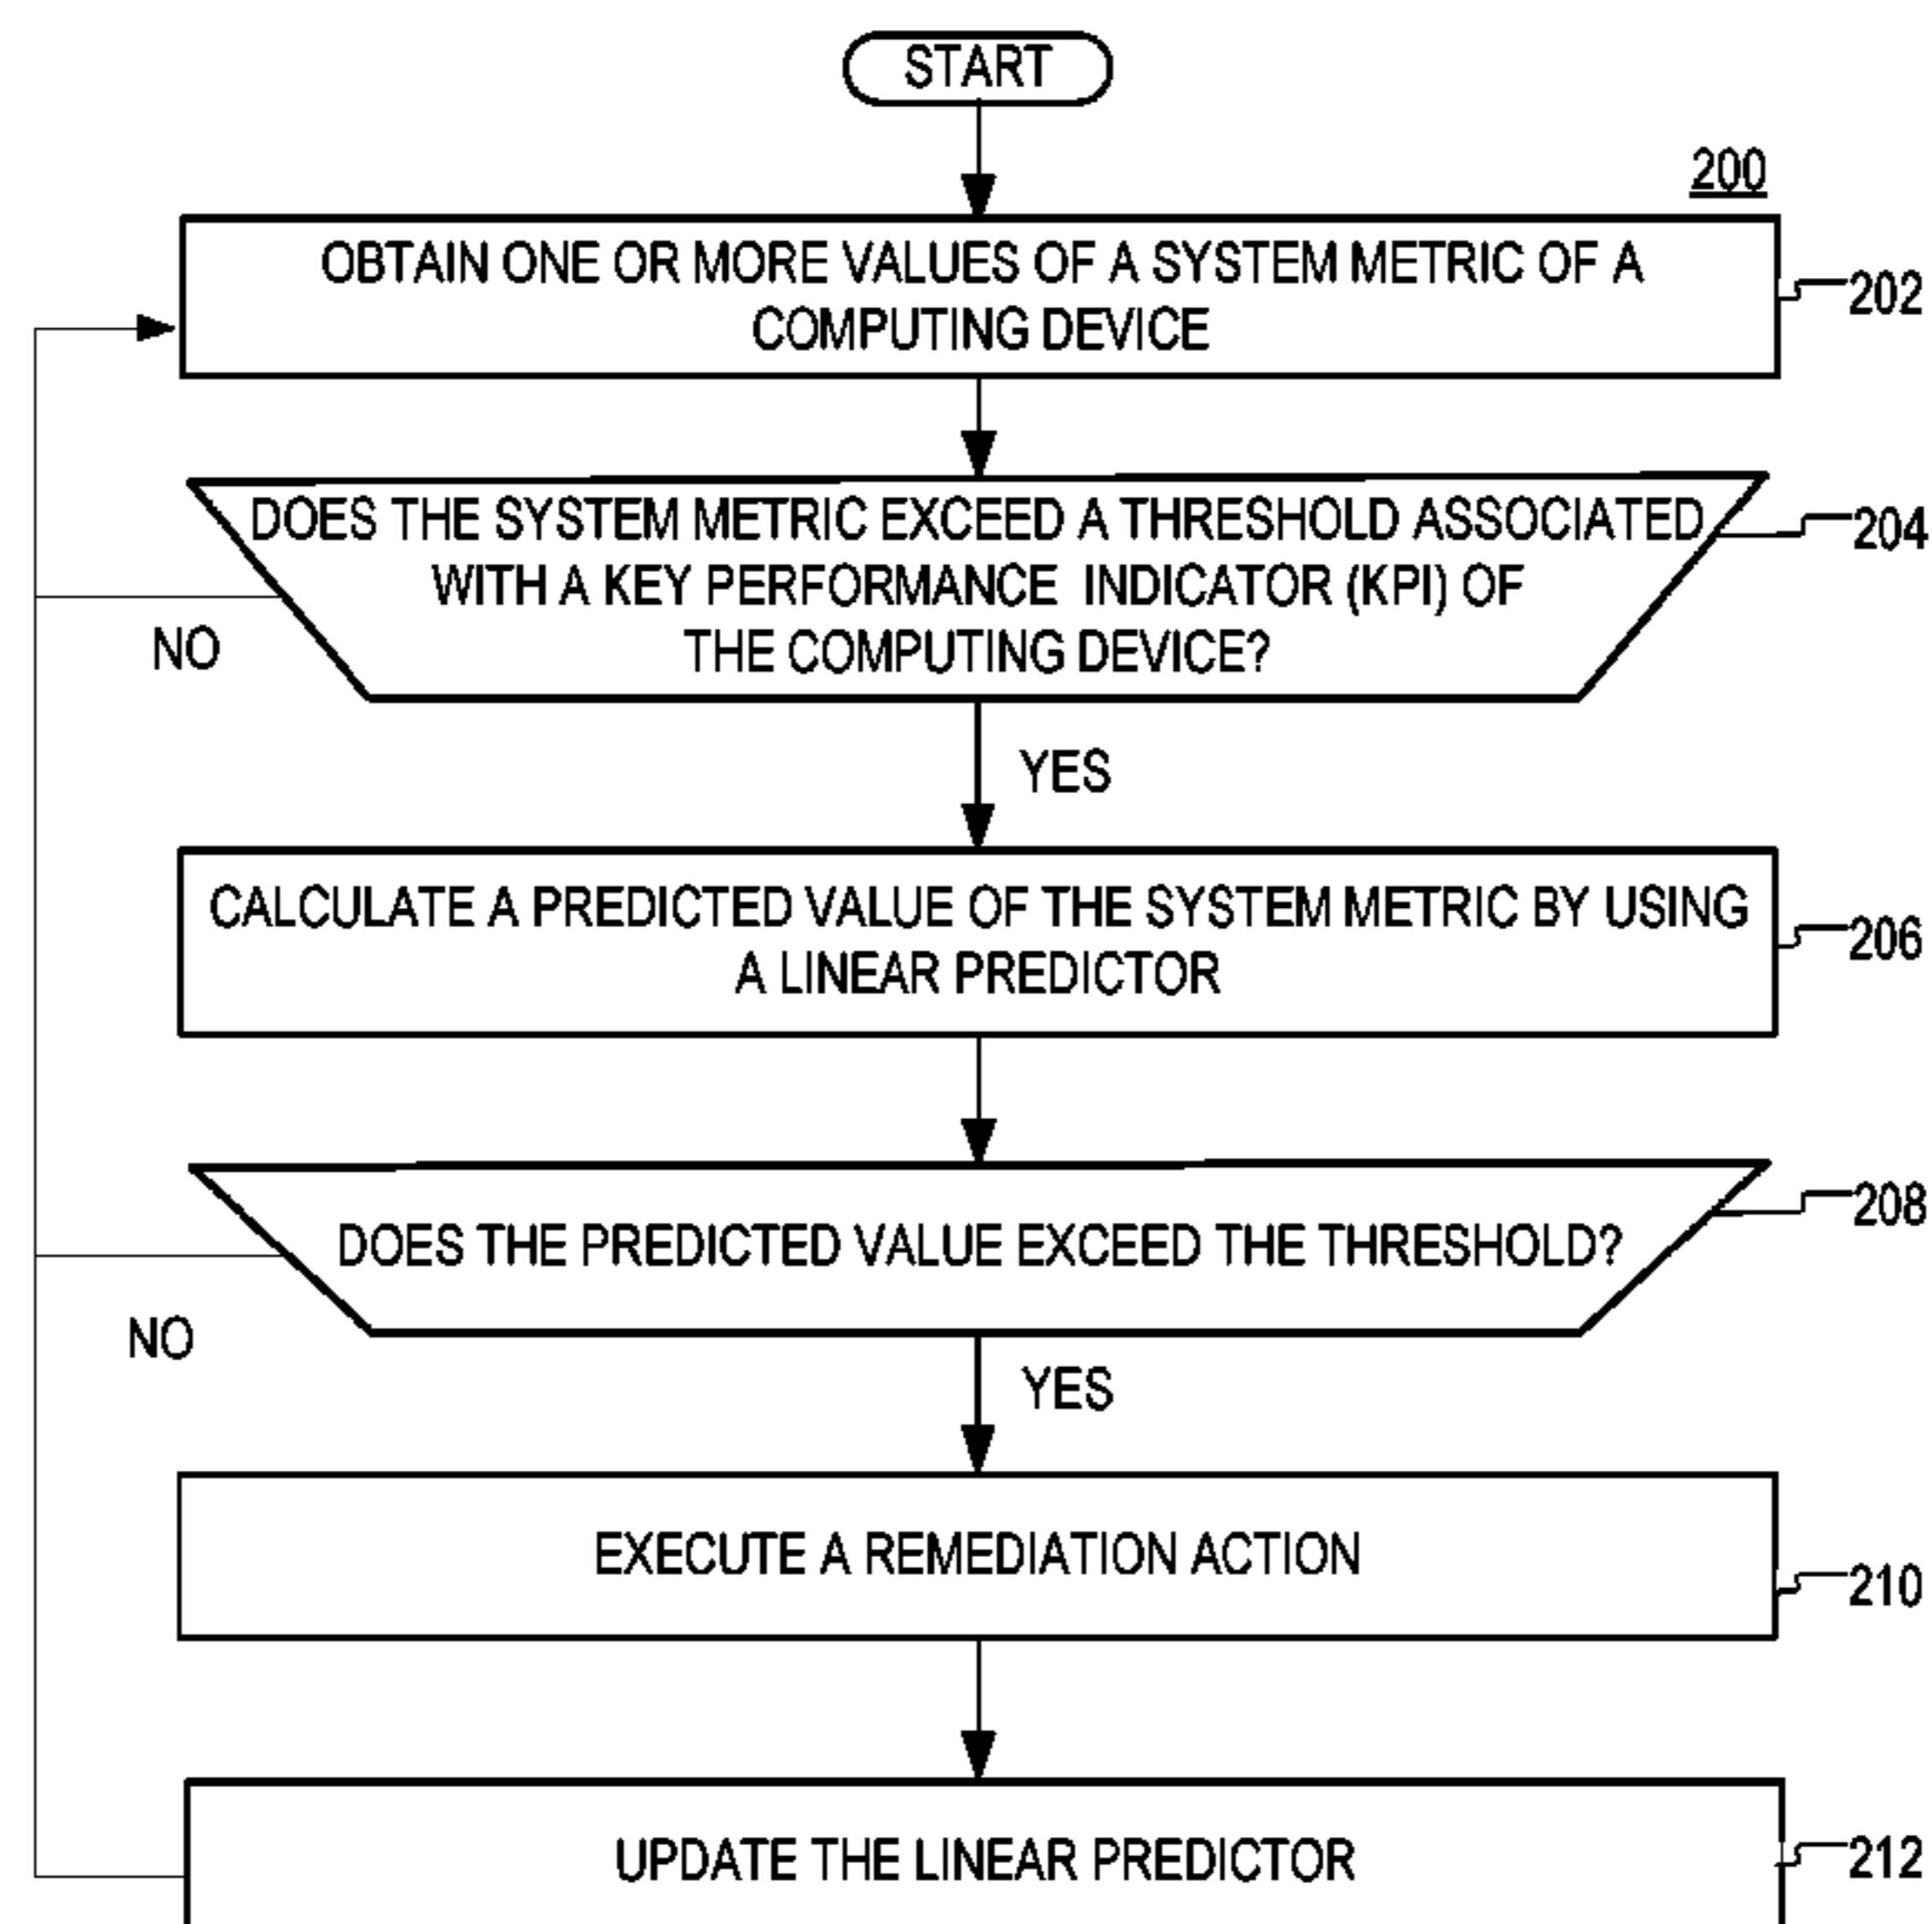 START
200
OBTAIN ONE OR MORE VALUES OF A SYSTEM METRIC OF A
COMPUTING DEVICE
202
DOES THE SYSTEM METRIC EXCEED A THRESHOLD ASSOCIATED
WITH A KEY PERFORMANCE INDICATOR (KPI) OF
THE COMPUTING DEVICE?
204
NO
YES
CALCULATE A PREDICTED VALUE OF THE SYSTEM METRIC BY USING
A LINEAR PREDICTOR
206
DOES THE PREDICTED VALUE EXCEED THE THRESHOLD?
208
NO
YES
EXECUTE A REMEDIATION ACTION
210
UPDATE THE LINEAR PREDICTOR
212